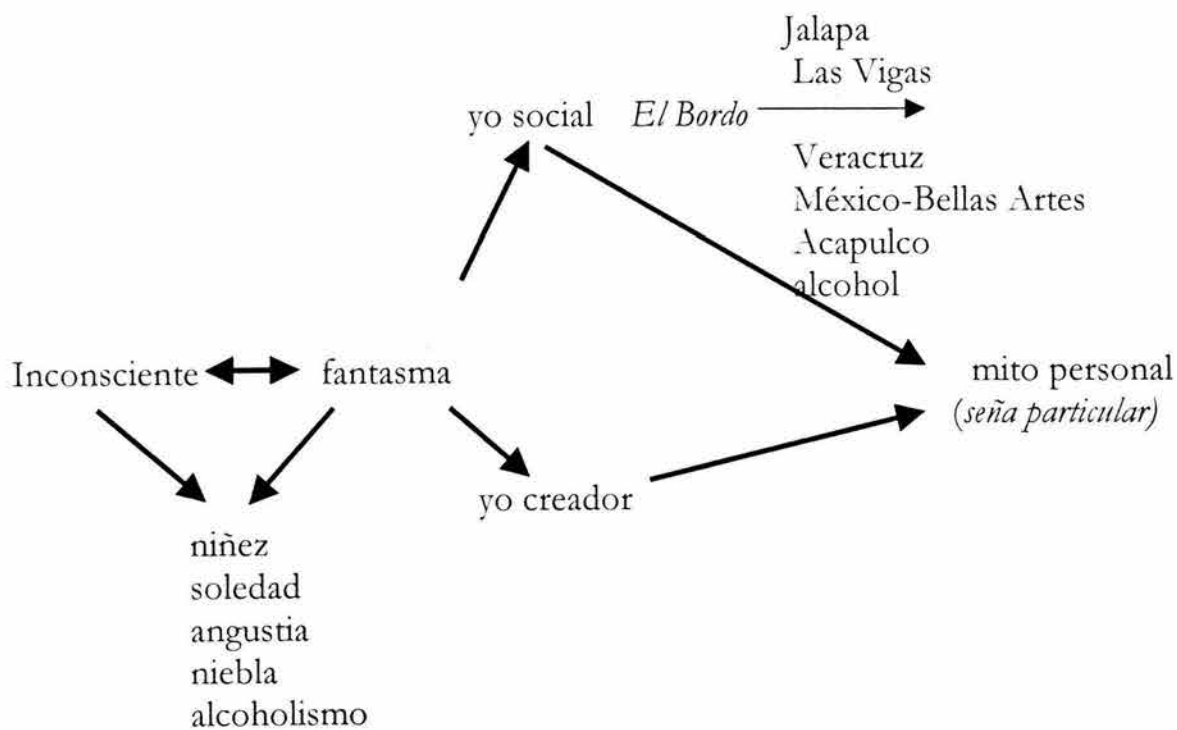 Jalapa
Las Vigas
yo social El Bordo
Veracruz
México-Bellas Artes
Acapulco
alcohol
Inconsciente fantasma
mito personal
(seña particular)
yo creador
niñez
soledad
angustia
niebla
alcoholismo